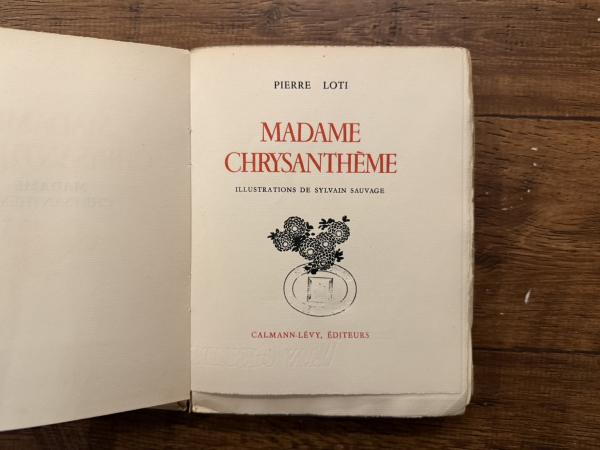 PIERRE LOTI
MADAME
CHRYSANTHÈME
ILLUSTRATIONS DE SYLVAIN SAUVAGE
CALMANN-LÉVY, ÉDITEURS